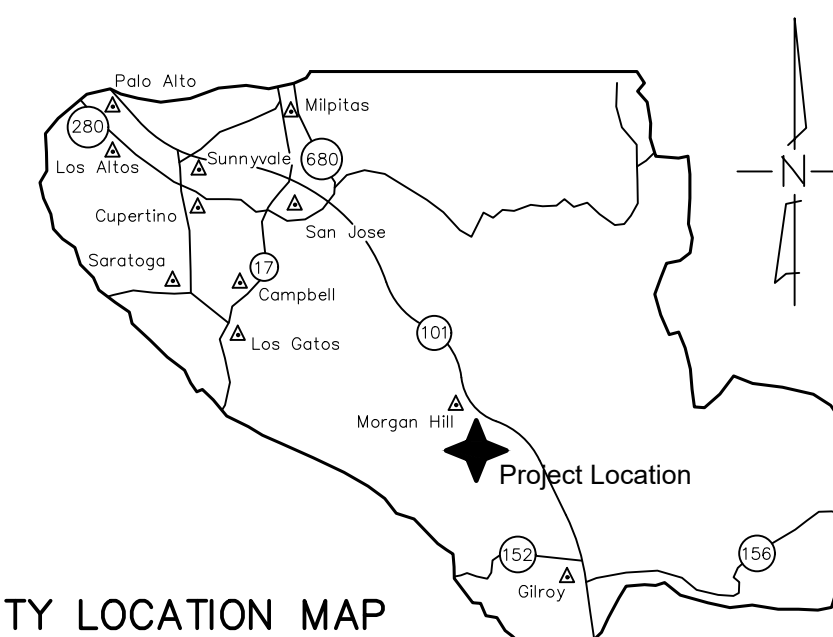 Palo Alto
Milpitas
280
Los Altos
Sunnyvale
680
N
Cupertino
San Jose
Saratoga
17
Campbell
101
Los Gatos
Morgan Hill
Project Location
152
156
Gilroy
TY LOCATION MAP